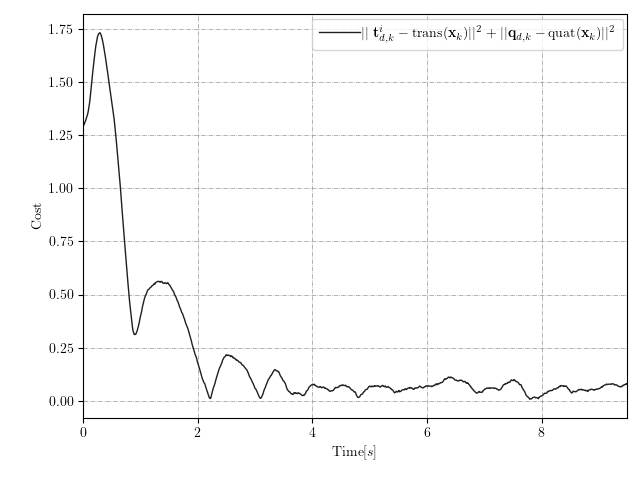 || t^i_{d,k} − trans(x_k)||^2 + ||q_{d,k} − quat(x_k)||^2
1.75
1.50
1.25
1.00
0.75
0.50
0.25
0.00
Cost
0 2 4 6 8
Time[s]